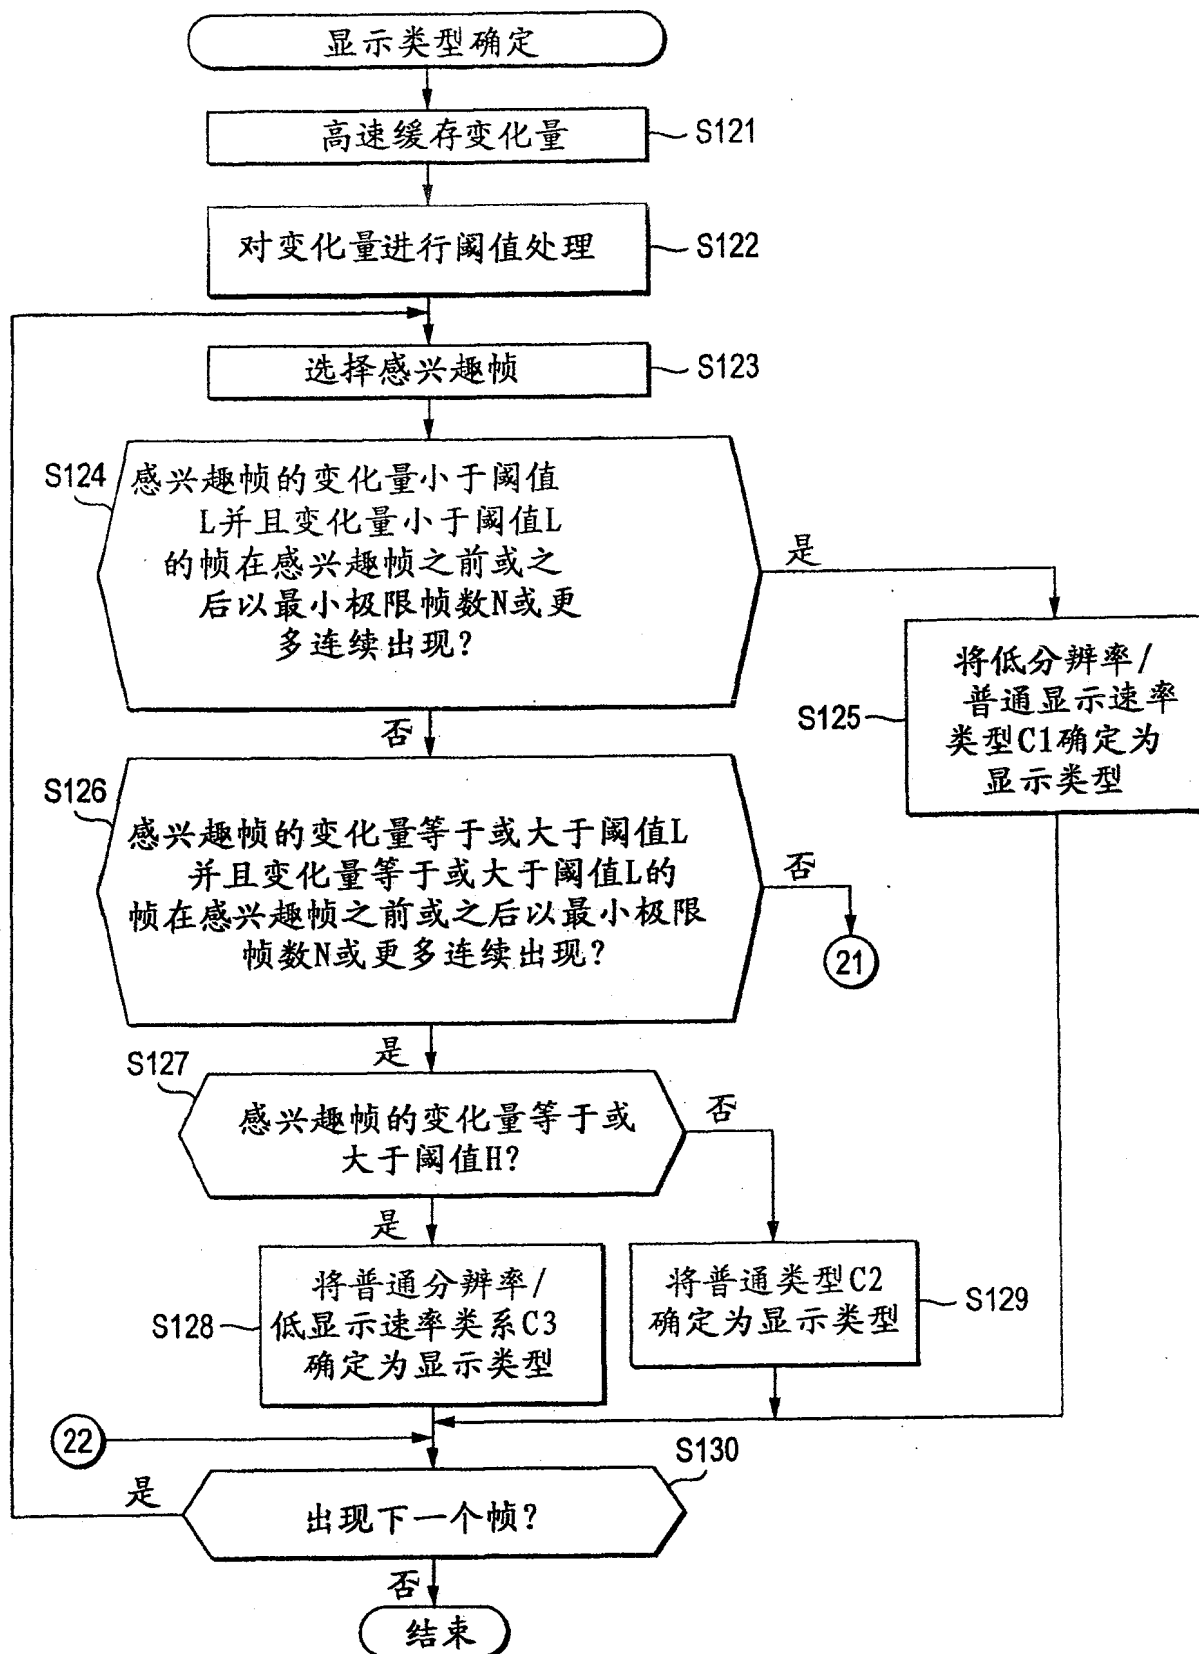 显示类型确定
高速缓存变化量
S121
对变化量进行阈值处理
S122
选择感兴趣帧
S123
S124
感兴趣帧的变化量小于阈值
L并且变化量小于阈值L
的帧在感兴趣帧之前或之
后以最小极限帧数N或更
多连续出现?
是
否
S125
将低分辨率/
普通显示速率
类型C1确定为
显示类型
S126
感兴趣帧的变化量等于或大于阈值L
并且变化量等于或大于阈值L的
帧在感兴趣帧之前或之后以最小极限
帧数N或更多连续出现?
否
21
是
S127
感兴趣帧的变化量等于或
大于阈值H?
否
是
S128
将普通分辨率/
低显示速率类系C3
确定为显示类型
将普通类型C2
确定为显示类型
S129
22
S130
是
出现下一个帧?
否
结束